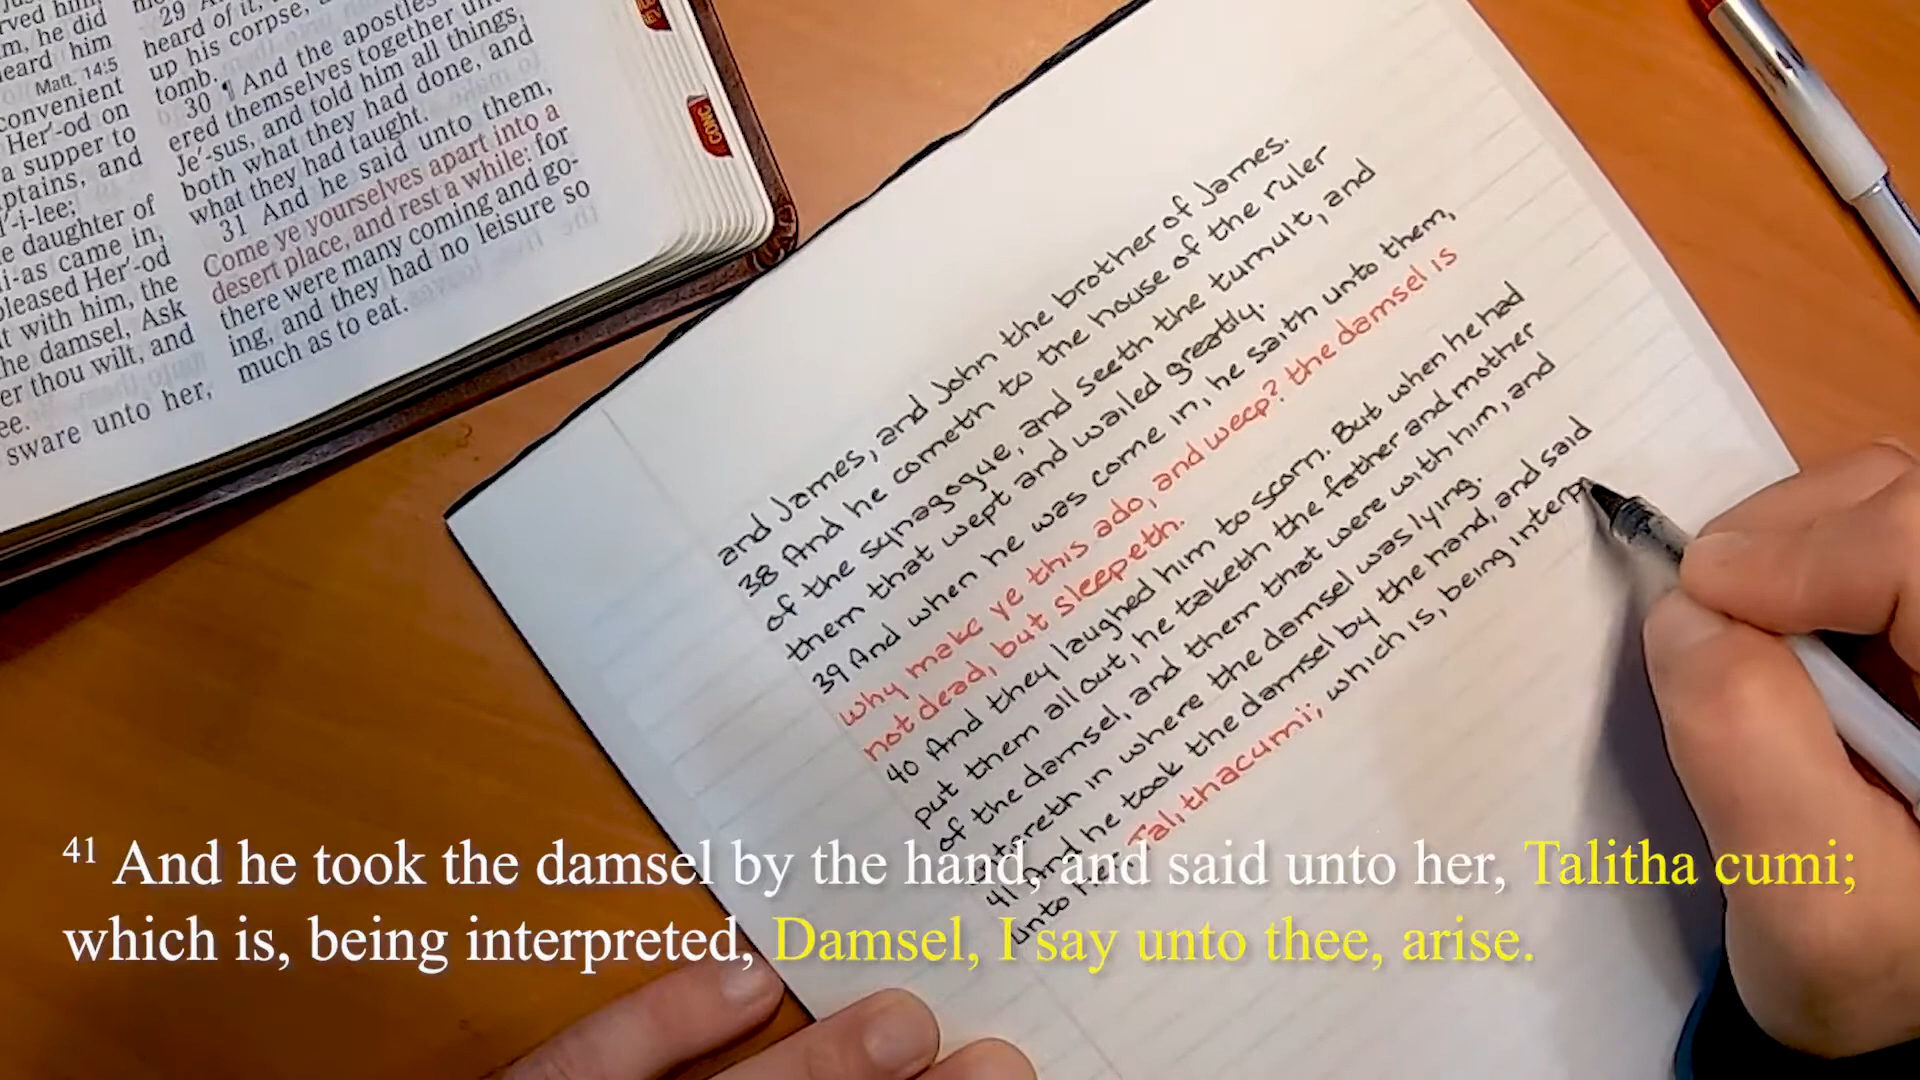 rved him,
m, he did
heard him
Matt. 14:5
convenient
Her'-od on
a supper to
ptains, and
l'-i-lee;
e daughter of
i-as came in,
pleased Her'-od
t with him, the
he damsel, Ask
er thou wilt, and
ee.
sware unto her,
29
heard of it,
up his corpse,
tomb.
30 ¶ And the apostles
ered themselves together un
Je'-sus, and told him all things,
both what they had done, and
what they had taught.
31 And he said unto them,
Come ye yourselves apart into a
desert place, and rest a while: for
there were many coming and go-
ing, and they had no leisure so
much as to eat.
CONC
and James, and John the brother of James.
38 And he cometh to the house of the ruler
of the synagogue, and seeth the tumult, and
them that wept and wailed greatly.
39 And when he was come in, he saith unto them,
why make ye this ado, and weep? the damsel is
not dead, but sleepeth.
40 And they laughed him to scorn. But when he had
put them all out, he taketh the father and mother
of the damsel, and them that were with him, and
entereth in where the damsel was lying.
41 And he took the damsel by the hand, and said
unto her, Talitha cumi; which is, being interp
41 And he took the damsel by the hand, and said unto her, Talitha cumi;
which is, being interpreted, Damsel, I say unto thee, arise.